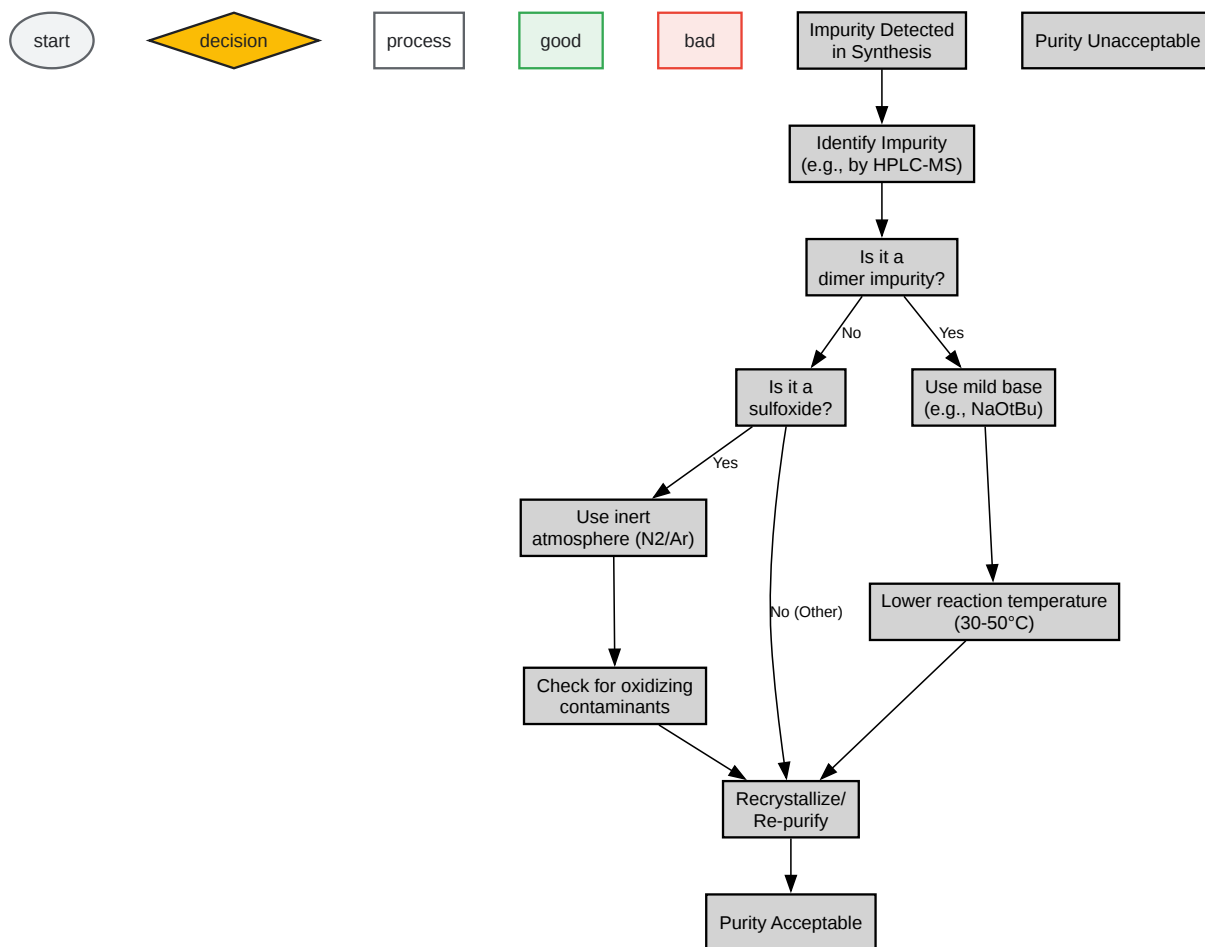 start
decision
process
good
bad
Impurity Detected
in Synthesis
Purity Unacceptable
Identify Impurity
(e.g., by HPLC-MS)
Is it a
dimer impurity?
No
Yes
Is it a
sulfoxide?
Use mild base
(e.g., NaOtBu)
Yes
Use inert
atmosphere (N2/Ar)
No (Other)
Lower reaction temperature
(30-50°C)
Check for oxidizing
contaminants
Recrystallize/
Re-purify
Purity Acceptable